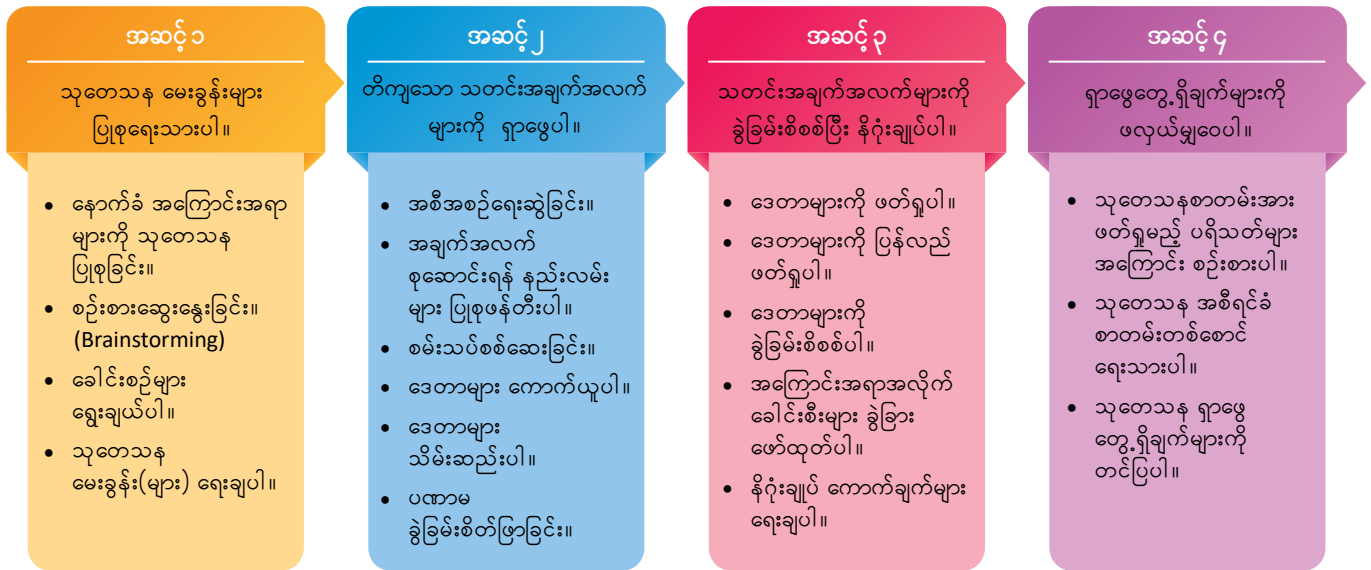 အဆင့် ၁
သုတေသန မေးခွန်းများ
ပြုစုရေးသားပါ။
• နောက်ခံ အကြောင်းအရာ
များကို သုတေသန
ပြုစုခြင်း။
• စဉ်းစားဆွေးနွေးခြင်း။
(Brainstorming)
• ခေါင်းစဉ်များ
ရွေးချယ်ပါ။
• သုတေသန
မေးခွန်း(များ) ရေးချပါ။
အဆင့် ၂
တိကျသော သတင်းအချက်အလက်
များကို ရှာဖွေပါ။
• အစီအစဉ်ရေးဆွဲခြင်း။
• အချက်အလက်
စုဆောင်းရန် နည်းလမ်း
များ ပြုစုဖန်တီးပါ။
• စမ်းသပ်စစ်ဆေးခြင်း။
• ဒေတာများ ကောက်ယူပါ။
• ဒေတာများ
သိမ်းဆည်းပါ။
• ပဏာမ
ခွဲခြမ်းစိတ်ဖြာခြင်း။
အဆင့် ၃
သတင်းအချက်အလက်များကို
ခွဲခြမ်းစိစစ်ပြီး နိဂုံးချုပ်ပါ။
• ဒေတာများကို ဖတ်ရှုပါ။
• ဒေတာများကို ပြန်လည်
ဖတ်ရှုပါ။
• ဒေတာများကို
ခွဲခြမ်းစိစစ်ပါ။
• အကြောင်းအရာအလိုက်
ခေါင်းစီးများ ခွဲခြား
ဖော်ထုတ်ပါ။
• နိဂုံးချုပ် ကောက်ချက်များ
ရေးချပါ။
အဆင့် ၄
ရှာဖွေတွေ့ရှိချက်များကို
ဖလှယ်မျှဝေပါ။
• သုတေသနစာတမ်းအား
ဖတ်ရှုမည့် ပရိသတ်များ
အကြောင်း စဉ်းစားပါ။
• သုတေသန အစီရင်ခံ
စာတမ်းတစ်စောင်
ရေးသားပါ။
• သုတေသန ရှာဖွေ
တွေ့ရှိချက်များကို
တင်ပြပါ။